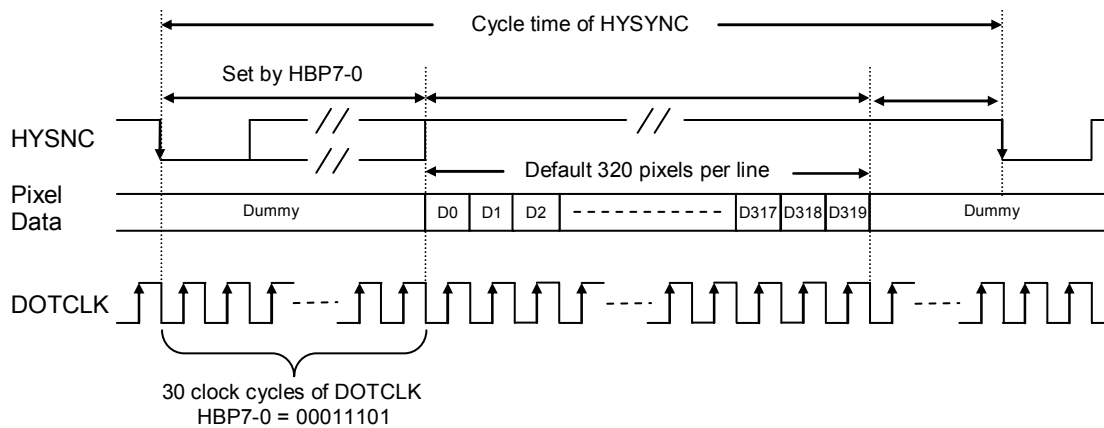 Cycle time of HYSYNC
Set by HBP7-0
HYSNC
Default 320 pixels per line
Pixel
Data
Dummy
D0
D1
D2
D317
D318
D319
Dummy
DOTCLK
30 clock cycles of DOTCLK
HBP7-0 = 00011101